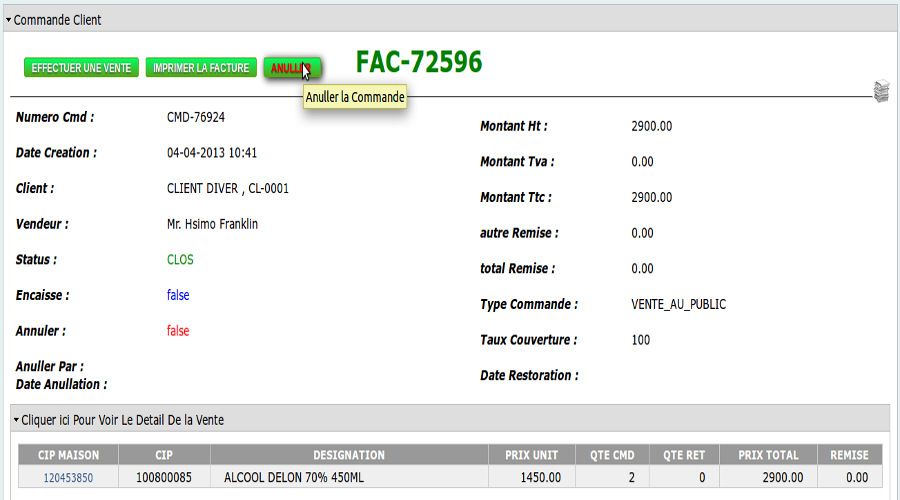 Commande Client
EFFECTUER UNE VENTE IMPRIMER LA FACTURE ANULLER FAC-72596
Anuller la Commande
Numero Cmd : CMD-76924
Date Creation : 04-04-2013 10:41
Client : CLIENT DIVER , CL-0001
Vendeur : Mr. Hsimo Franklin
Status : CLOS
Encaisse : false
Annuler : false
Anuller Par :
Date Anullation :
Montant Ht : 2900.00
Montant Tva : 0.00
Montant Ttc : 2900.00
autre Remise : 0.00
total Remise : 0.00
Type Commande : VENTE_AU_PUBLIC
Taux Couverture : 100
Date Restoration :
Cliquer ici Pour Voir Le Detail De la Vente
CIP MAISON CIP DESIGNATION PRIX UNIT QTE CMD QTE RET PRIX TOTAL REMISE
120453850 100800085 ALCOOL DELON 70% 450ML 1450.00 2 0 2900.00 0.00